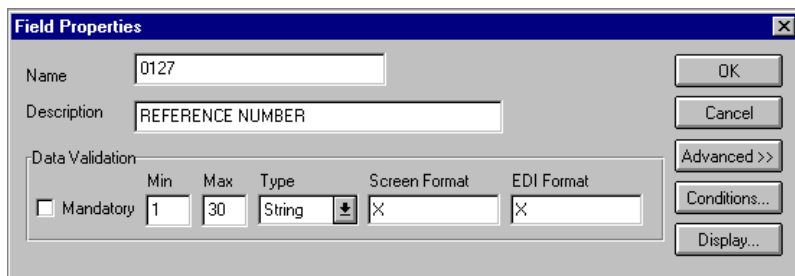 Field Properties
Name 0127 OK
Description REFERENCE NUMBER Cancel
Data Validation Advanced >>
Min Max Type Screen Format EDI Format
Mandatory 1 30 String X X Conditions...
Display...